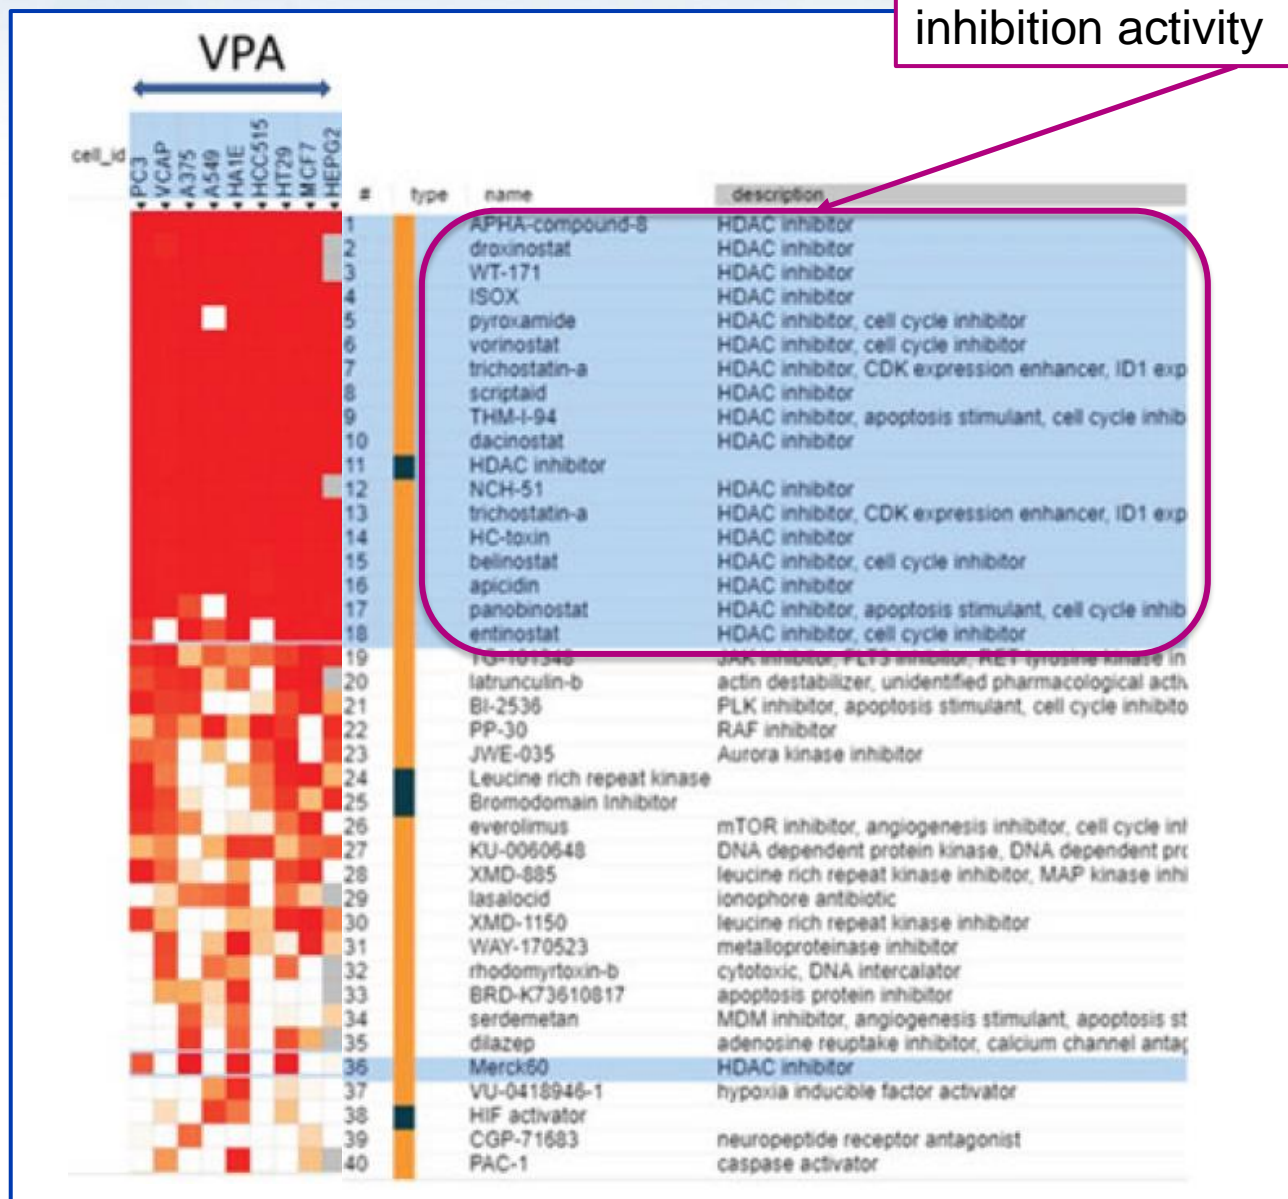 inhibition activity
VPA
cell_id
PC3
VCAP
A375
A549
HA1E
HCC515
HT29
MCF7
HEPG2
# type name description
1 APHA-compound-8 HDAC inhibitor
2 droxinostat HDAC inhibitor
3 WT-171 HDAC inhibitor
4 ISOX HDAC inhibitor
5 pyroxamide HDAC inhibitor, cell cycle inhibitor
6 vorinostat HDAC inhibitor, cell cycle inhibitor
7 trichostatin-a HDAC inhibitor, CDK expression enhancer, ID1 exp
8 scriptaid HDAC inhibitor
9 THM-I-94 HDAC inhibitor, apoptosis stimulant, cell cycle inhib
10 dacinostat HDAC inhibitor
11 HDAC inhibitor
12 NCH-51 HDAC inhibitor
13 trichostatin-a HDAC inhibitor, CDK expression enhancer, ID1 exp
14 HC-toxin HDAC inhibitor
15 belinostat HDAC inhibitor, cell cycle inhibitor
16 apicidin HDAC inhibitor
17 panobinostat HDAC inhibitor, apoptosis stimulant, cell cycle inhib
18 entinostat HDAC inhibitor, cell cycle inhibitor
19 TG-101348 JAK inhibitor, FLT3 inhibitor, RET tyrosine kinase in
20 latrunculin-b actin destabilizer, unidentified pharmacological activ
21 BI-2536 PLK inhibitor, apoptosis stimulant, cell cycle inhibito
22 PP-30 RAF inhibitor
23 JWE-035 Aurora kinase inhibitor
24 Leucine rich repeat kinase
25 Bromodomain Inhibitor
26 everolimus mTOR inhibitor, angiogenesis inhibitor, cell cycle inh
27 KU-0060648 DNA dependent protein kinase, DNA dependent pro
28 XMD-885 leucine rich repeat kinase inhibitor, MAP kinase inhi
29 lasalocid ionophore antibiotic
30 XMD-1150 leucine rich repeat kinase inhibitor
31 WAY-170523 metalloproteinase inhibitor
32 rhodomyrtoxin-b cytotoxic, DNA intercalator
33 BRD-K73610817 apoptosis protein inhibitor
34 serdemetan MDM inhibitor, angiogenesis stimulant, apoptosis st
35 dilazep adenosine reuptake inhibitor, calcium channel antag
36 Merck60 HDAC inhibitor
37 VU-0418946-1 hypoxia inducible factor activator
38 HIF activator
39 CGP-71683 neuropeptide receptor antagonist
40 PAC-1 caspase activator